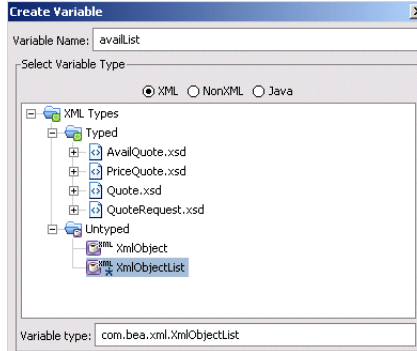 Create Variable
Variable Name: availList
Select Variable Type
XML NonXML Java
XML Types
Typed
AvailQuote.xsd
PriceQuote.xsd
Quote.xsd
QuoteRequest.xsd
Untyped
XML XmlObject
XML XmlObjectList
Variable type: com.bea.xml.XmlObjectList